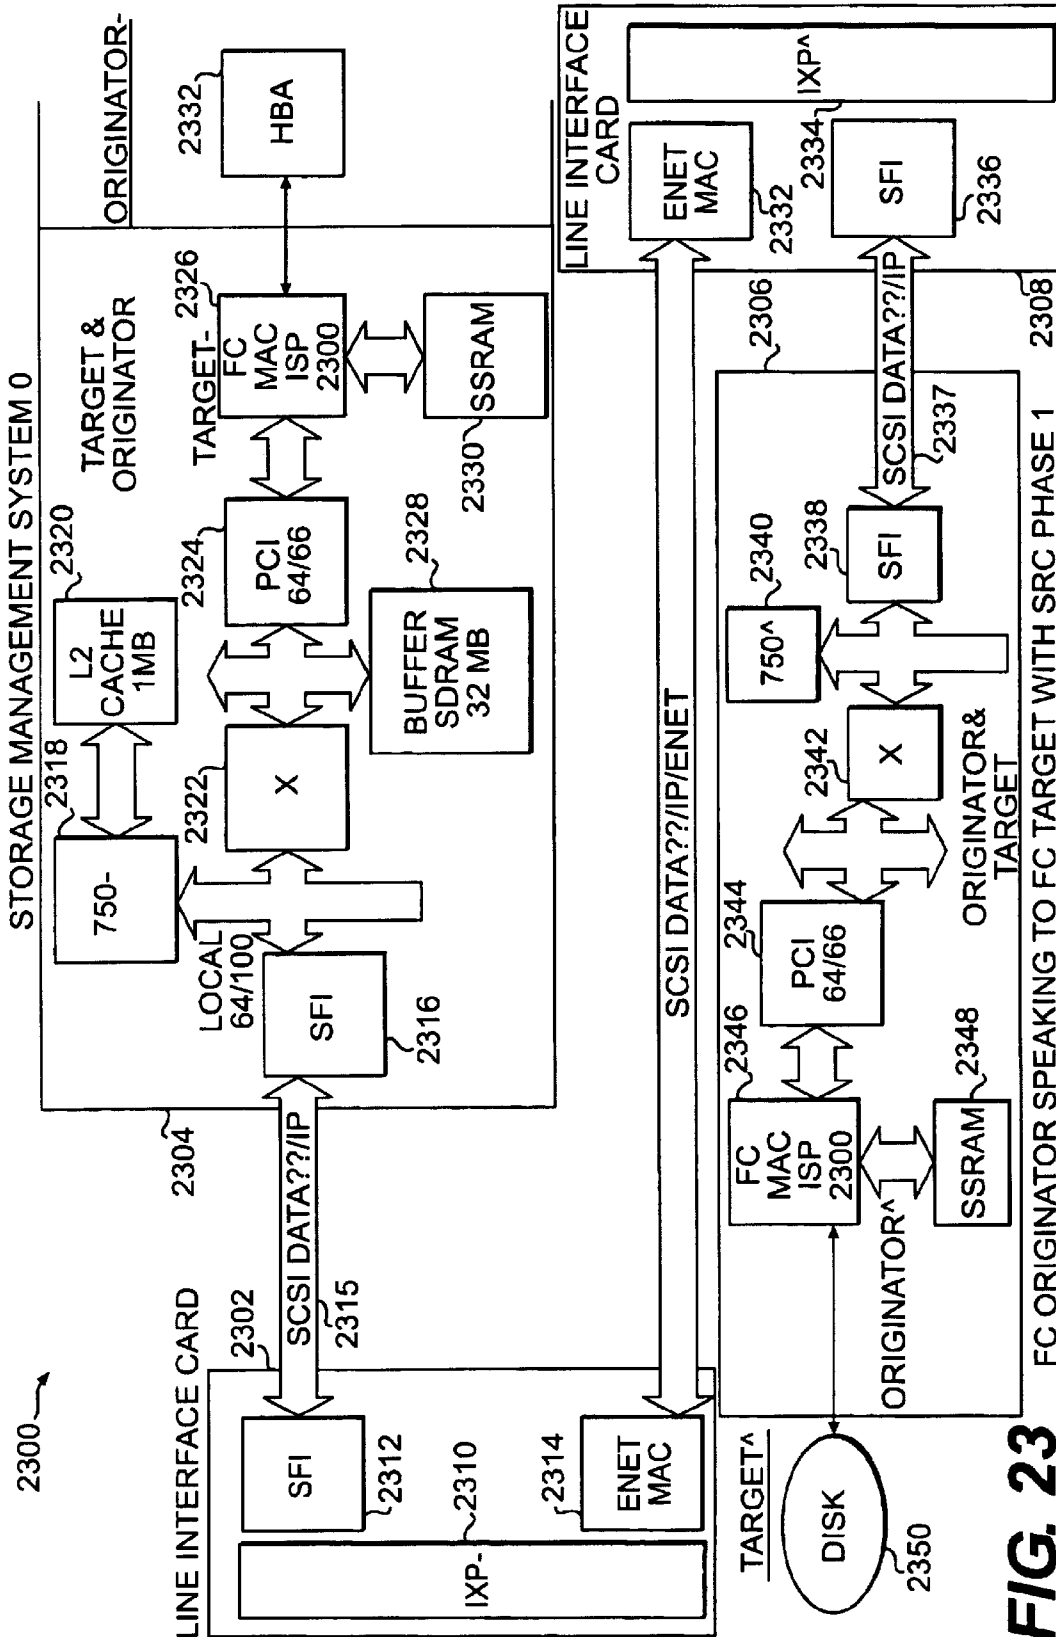 STORAGE MANAGEMENT SYSTEM 0
2300
LINE INTERFACE CARD
2302
SFI
2312
IXP-
2310
2314
ENET
MAC
SCSI DATA??/IP
2315
2304
750-
2318
L2
CACHE
1MB
2320
TARGET &
ORIGINATOR
LOCAL
64/100
SFI
2316
2322
X
2324
PCI
64/66
BUFFER
SDRAM
32 MB
2328
TARGET-
2326
FC
MAC
ISP
2300
SSRAM
2330
ORIGINATOR-
2332
HBA
SCSI DATA??/IP/ENET
LINE INTERFACE
CARD
ENET
MAC
2332
IXP^
2334
SFI
2336
2308
SCSI DATA??/IP
2337
2306
2338
SFI
2340
750^
2342
X
ORIGINATOR&
TARGET
2344
PCI
64/66
2346
FC
MAC
ISP
2300
ORIGINATOR^
SSRAM
2348
TARGET^
DISK
2350
FC ORIGINATOR SPEAKING TO FC TARGET WITH SRC PHASE 1
FIG. 23